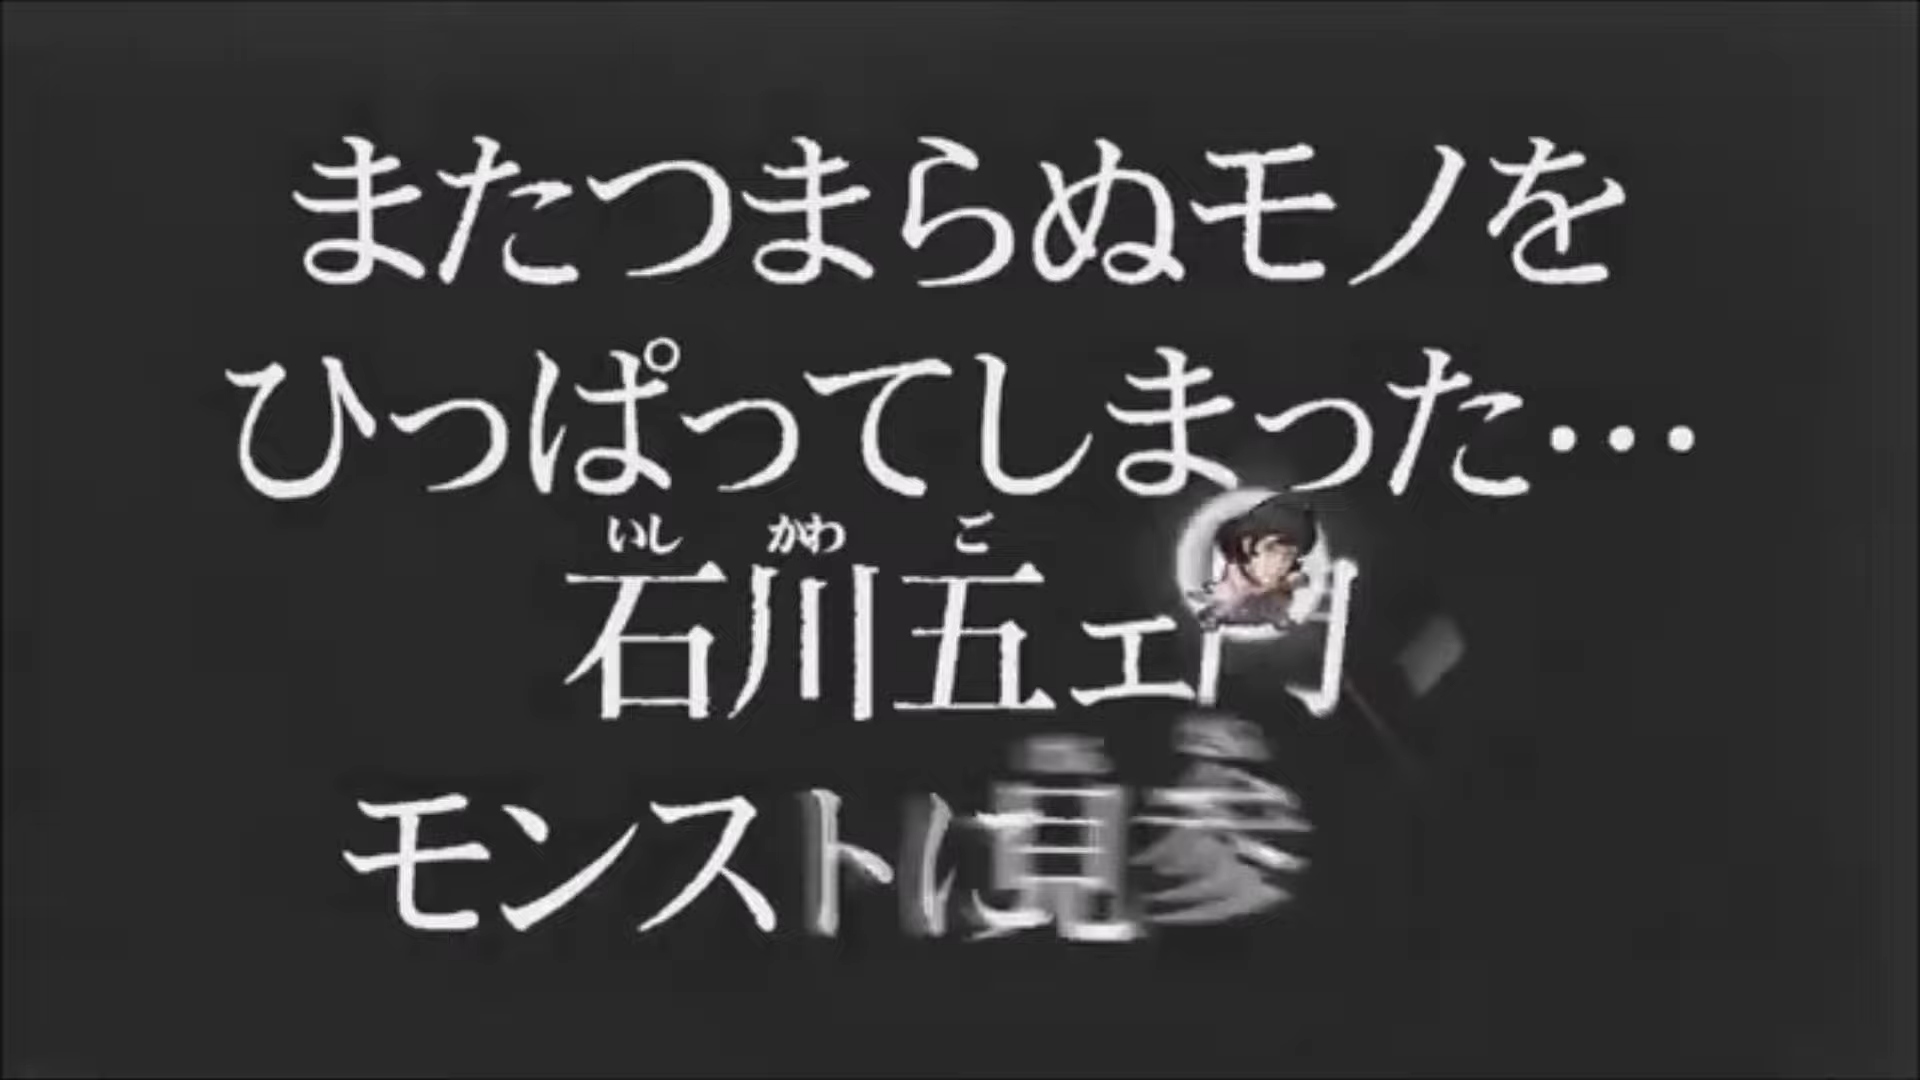 またつまらぬモノを
ひっぱってしまった…
いし かわ ご
石川五ェ門
モンストに見参